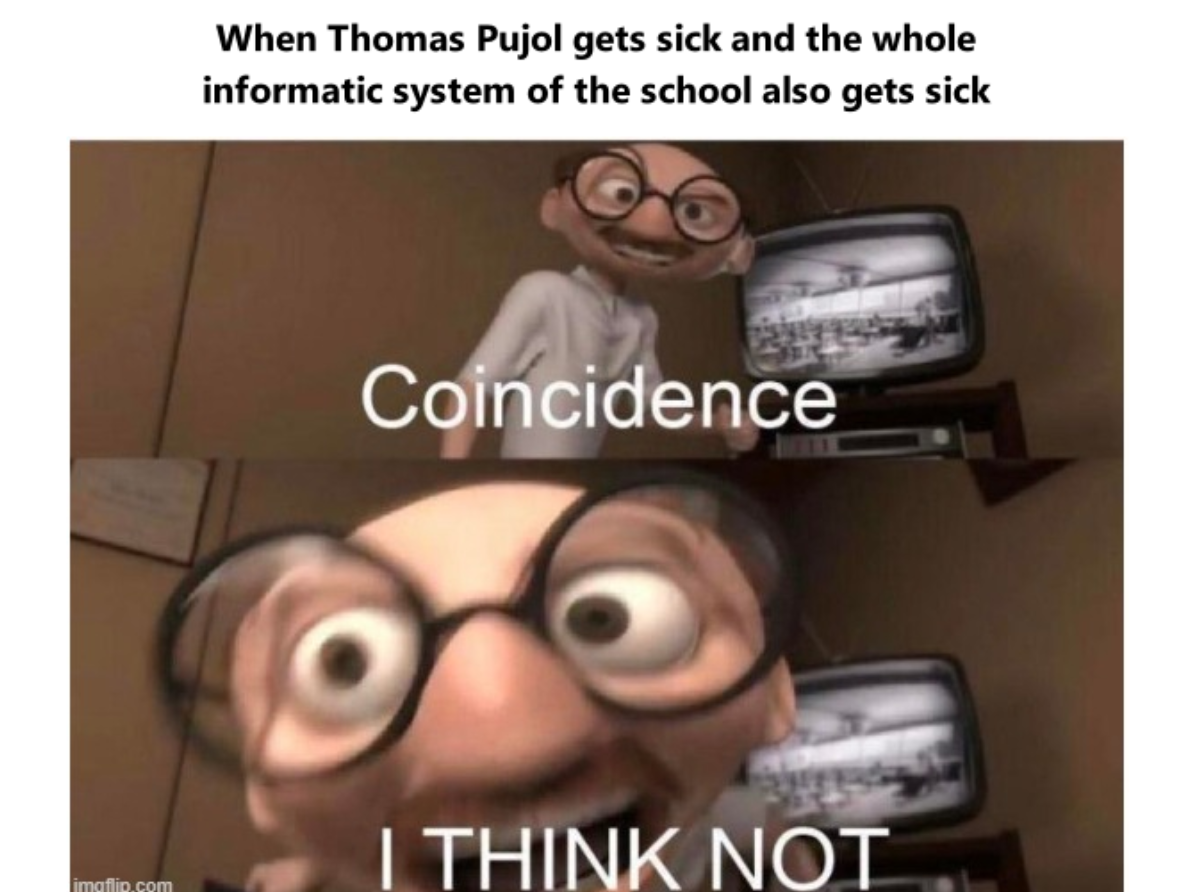 When Thomas Pujol gets sick and the whole
informatic system of the school also gets sick
Coincidence
I THINK NOT
imgflip.com